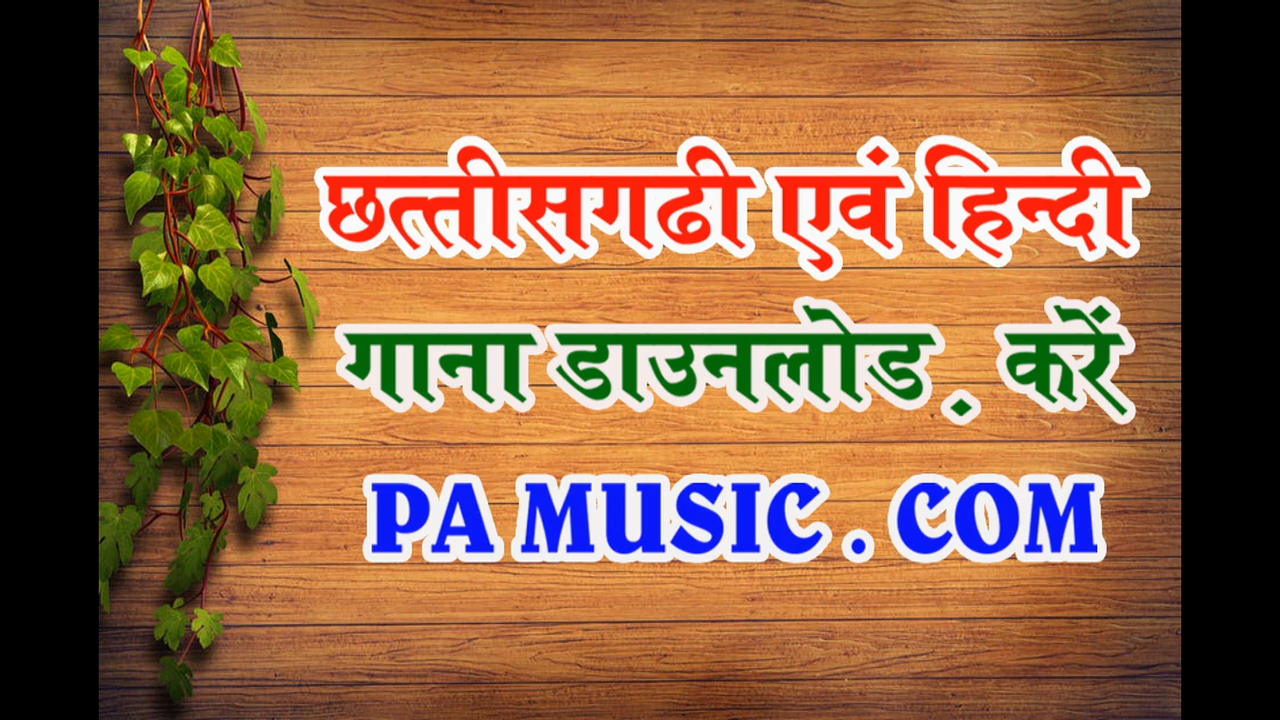 छत्तीसगढी एवं हिन्दी
गाना डाउनलोड़ . करें
PA MUSIC . COM